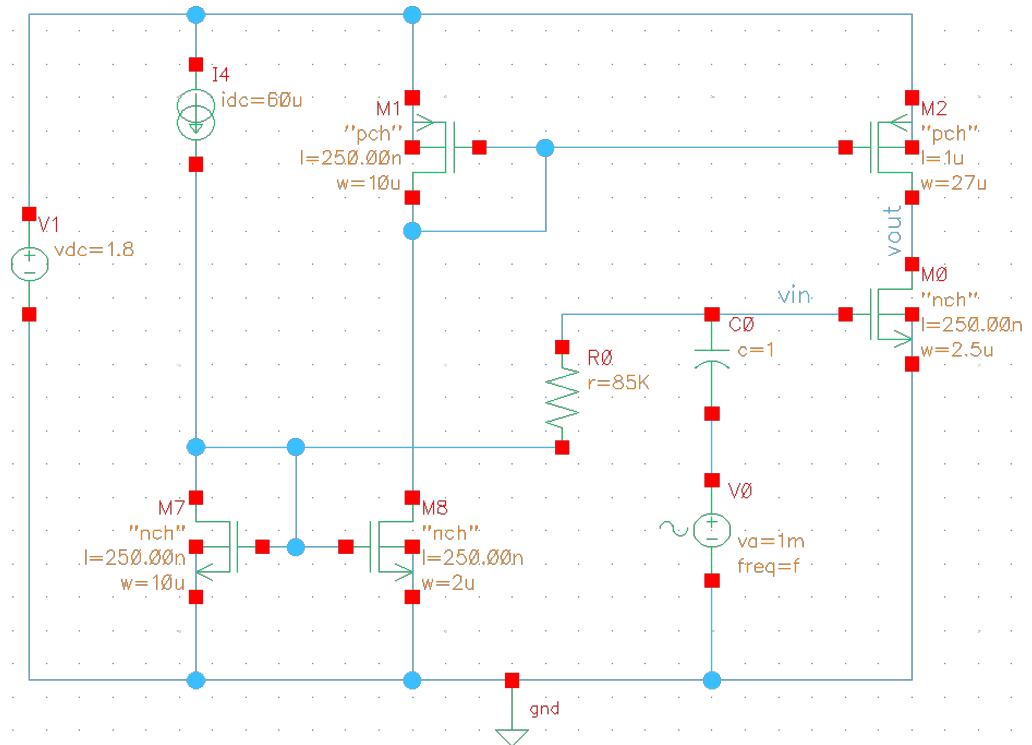 I4
idc=60u
M1
"pch"
l=250.00n
w=10u
M2
"pch"
l=1u
w=27u
V1
vdc=1.8
vout
M0
"nch"
l=250.00n
w=2.5u
vin
C0
c=1
R0
r=85K
M7
"nch"
l=250.00n
w=10u
M8
"nch"
l=250.00n
w=2u
V0
va=1m
freq=f
gnd